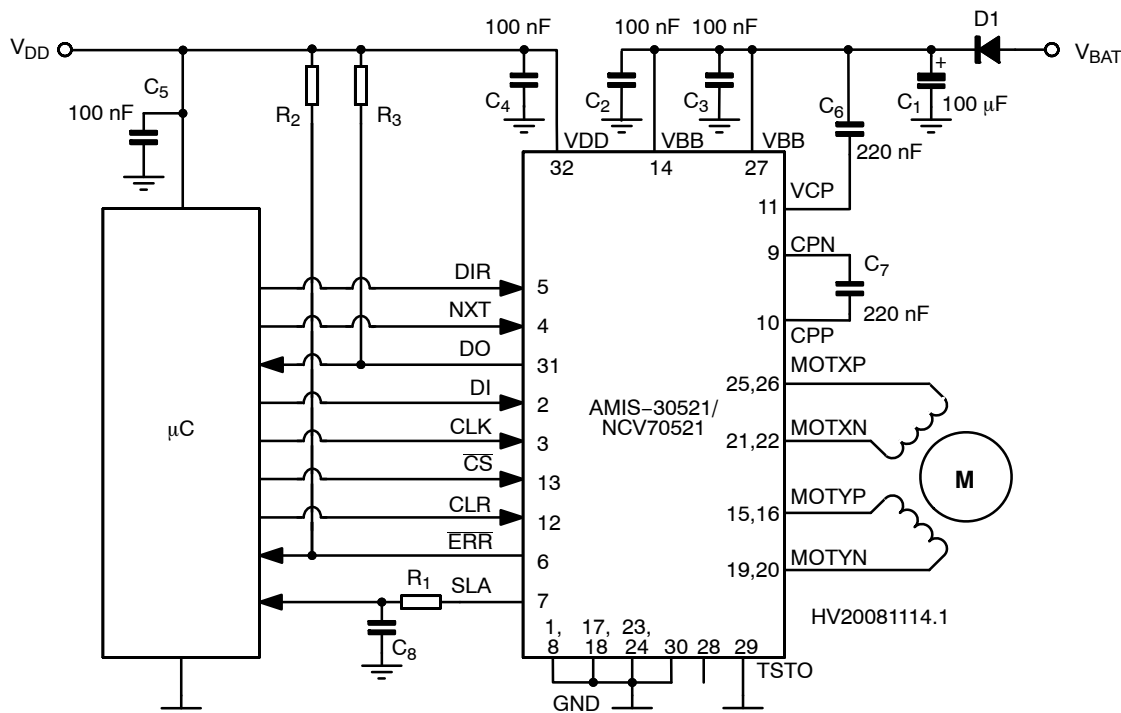 100 nF 100 nF 100 nF D1
VDD VBAT
C5 100 nF
R2 R3
C4 C2 C3 C1 100 μF
C6 220 nF
VDD VBB VBB
32 14 27
VCP
11
CPN
9
C7
220 nF
10
CPP
DIR 5
NXT 4
DO 31
DI 2
CLK 3
CS 13
CLR 12
ERR 6
R1 SLA 7
C8
μC
AMIS−30521/
NCV70521
MOTXP
25,26
MOTXN
21,22
MOTYP
15,16
MOTYN
19,20
M
HV20081114.1
1, 17, 23,
8 18 24 30 28 29
TSTO
GND